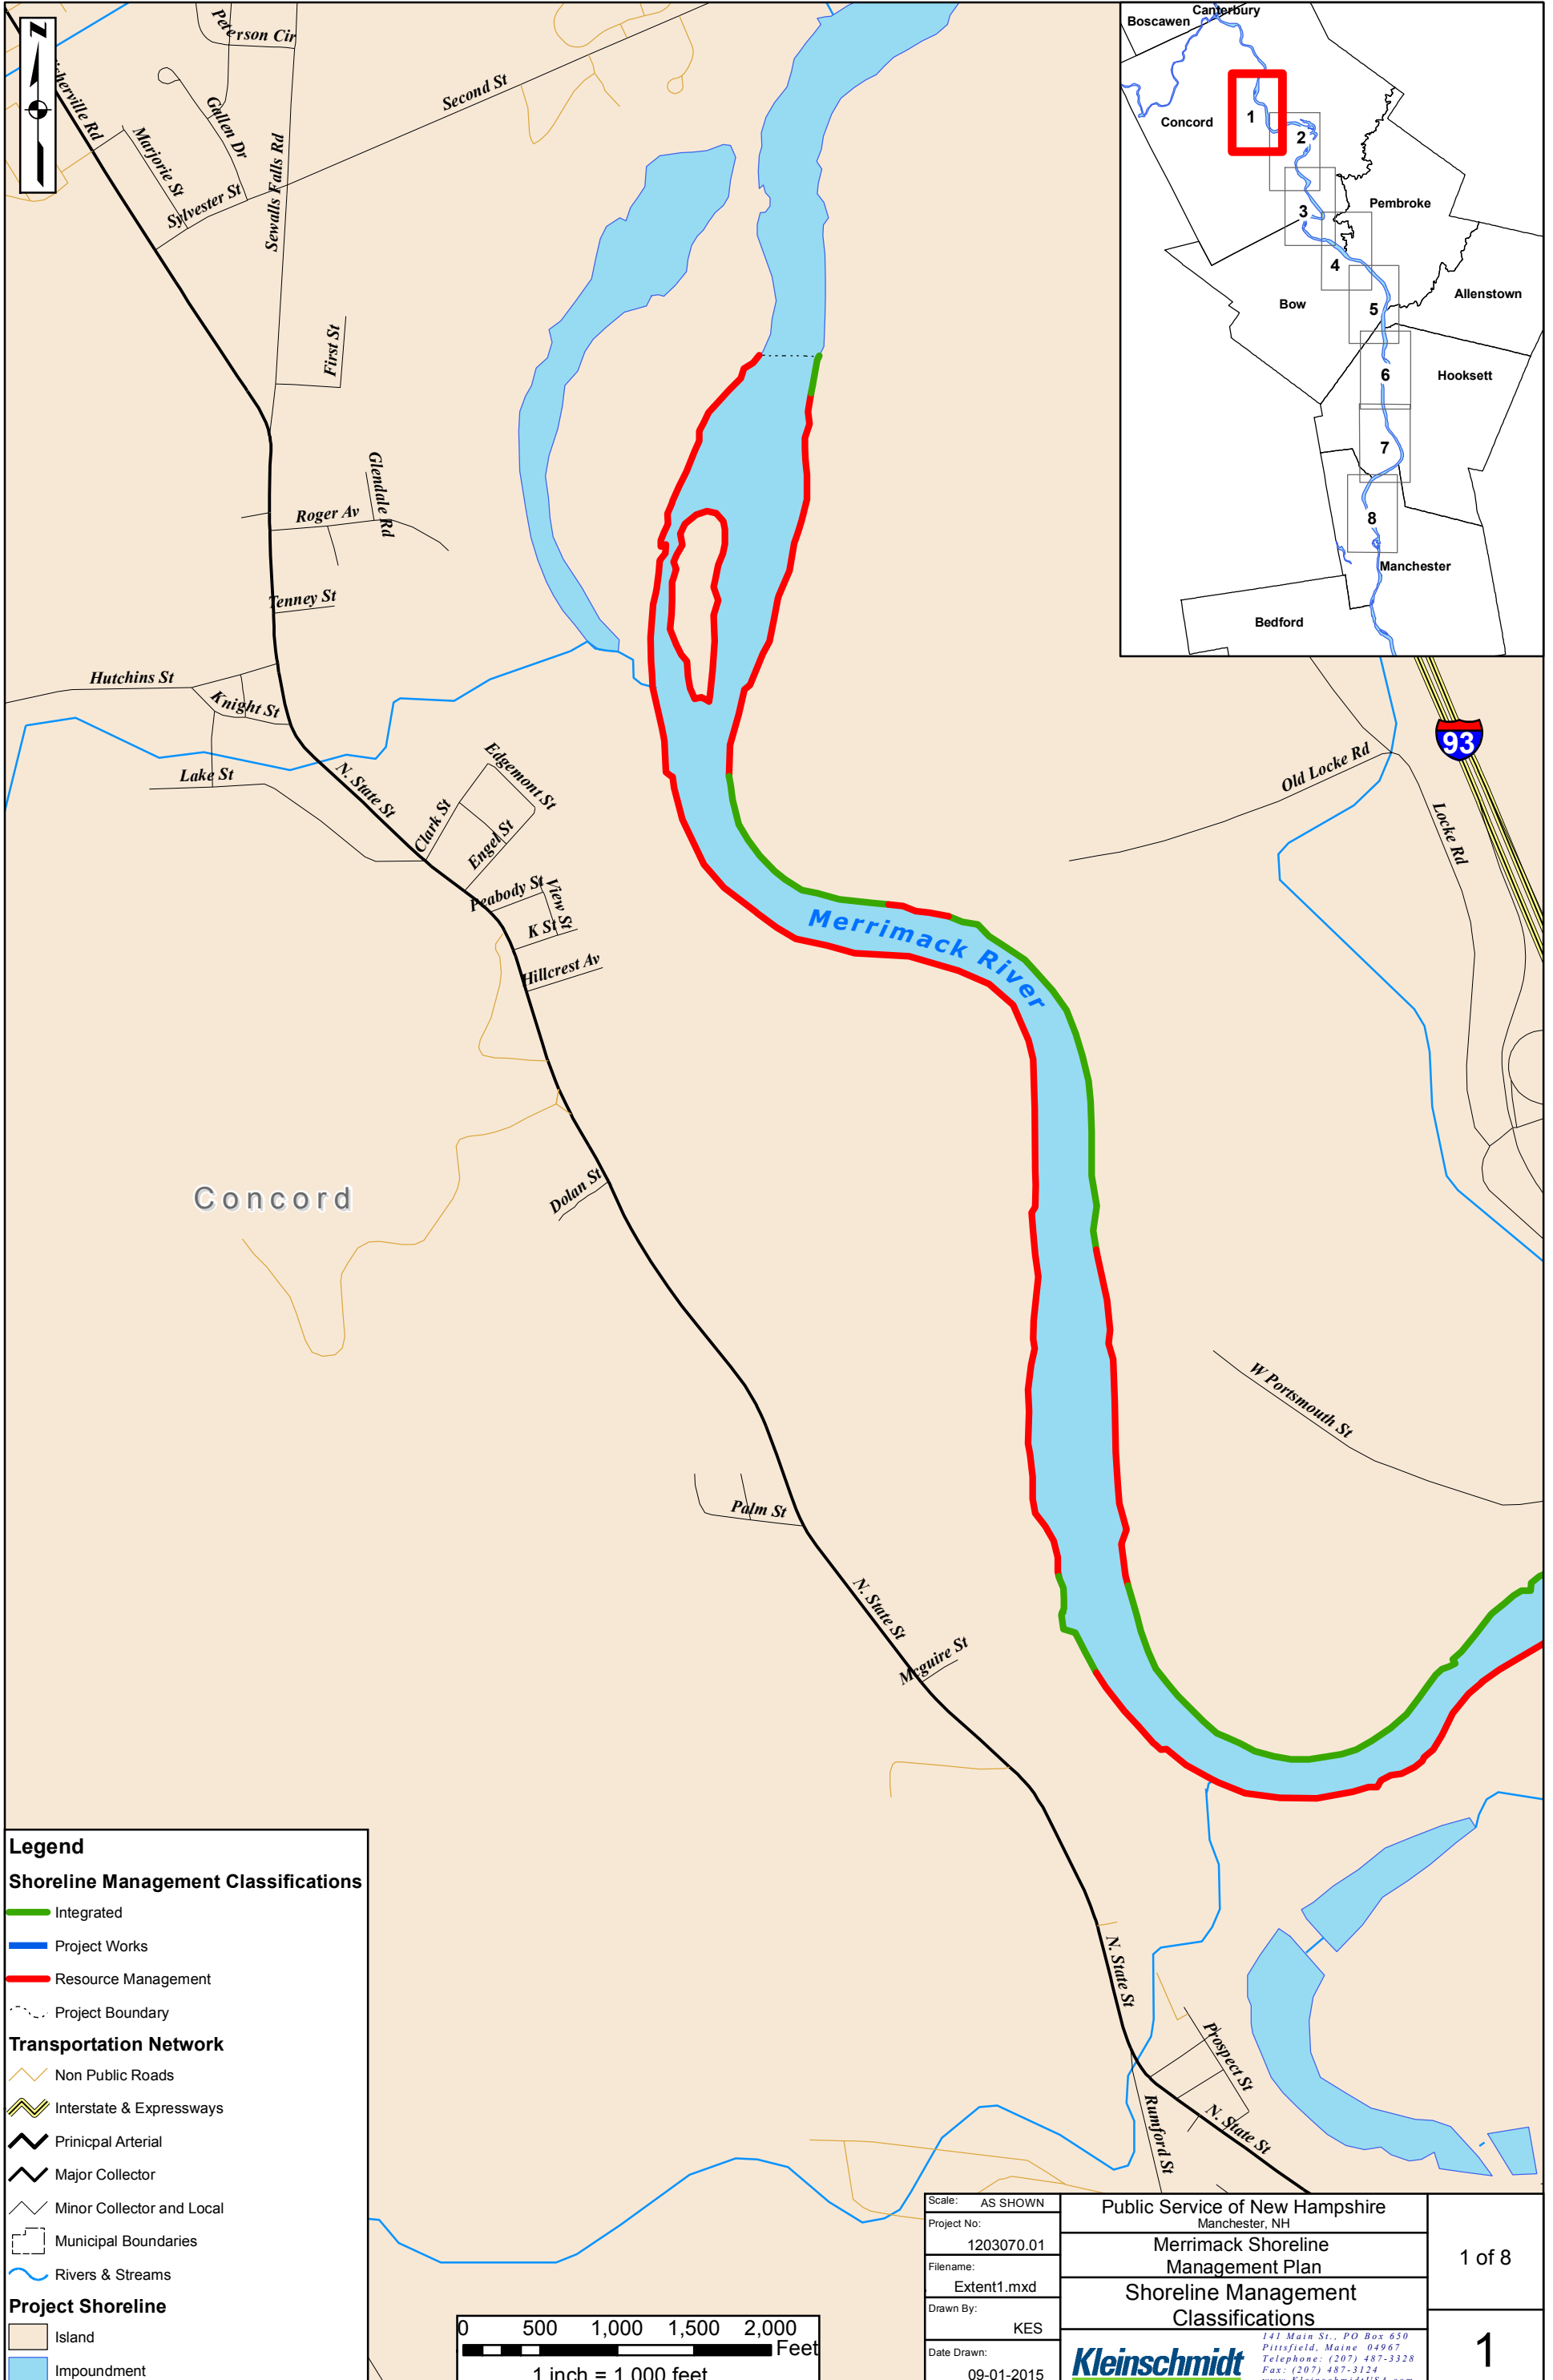 N
Peterson Cir
Second St
Gallen Dr
Marjorie St
Sylvester St
Sewalls Falls Rd
First St
Glendale Rd
Roger Av
Tenney St
Hutchins St
Knight St
Lake St
N. State St
Clark St
Edgemont St
Engel St
Peabody St
View St
K St
Hillcrest Av
Merrimack River
Old Locke Rd
93
Locke Rd
Concord
Dolan St
W Portsmouth St
Palm St
N. State St
Mcguire St
N. State St
Prospect St
N. State St
Rumford St
Canterbury
Boscawen
Concord
1
2
3
Pembroke
4
Bow
Allenstown
5
6
Hooksett
7
8
Manchester
Bedford
Legend
Shoreline Management Classifications
Integrated
Project Works
Resource Management
Project Boundary
Transportation Network
Non Public Roads
Interstate & Expressways
Prinicpal Arterial
Major Collector
Minor Collector and Local
Municipal Boundaries
Rivers & Streams
Project Shoreline
Island
Impoundment
0 500 1,000 1,500 2,000
Feet
1 inch = 1,000 feet
Scale: AS SHOWN
Project No:
1203070.01
Filename:
Extent1.mxd
Drawn By:
KES
Date Drawn:
09-01-2015
Public Service of New Hampshire
Manchester, NH
Merrimack Shoreline
Management Plan
Shoreline Management
Classifications
Kleinschmidt
141 Main St., PO Box 650
Pittsfield, Maine 04967
Telephone: (207) 487-3328
Fax: (207) 487-3124
1 of 8
1